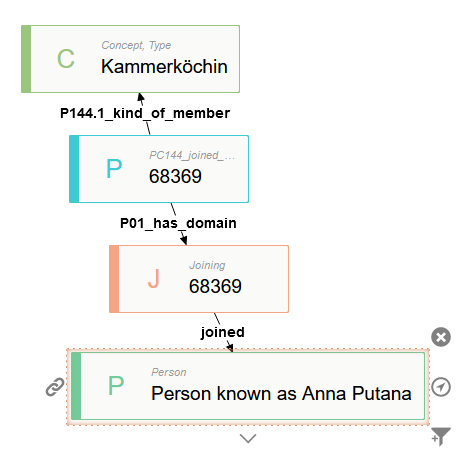 Concept, Type
C Kammerköchin
P144.1_kind_of_member
PC144_joined_...
P 68369
P01_has_domain
Joining
J 68369
joined
Person
P Person known as Anna Putana